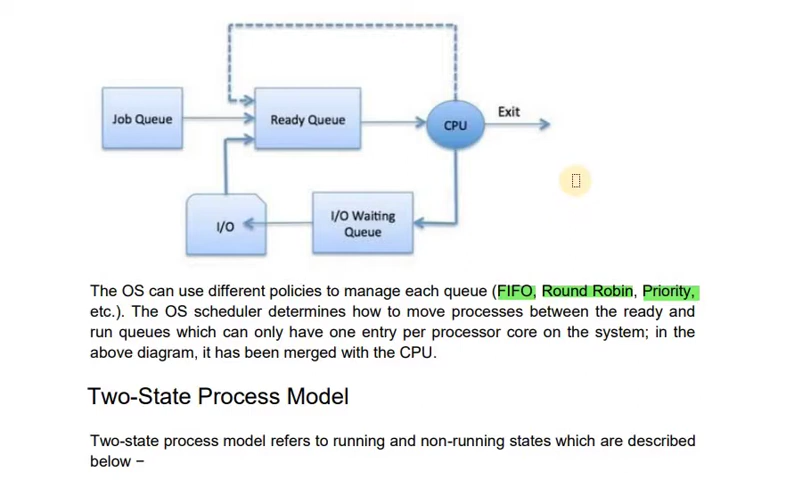 Job Queue
Ready Queue
CPU
Exit
I/O
I/O Waiting
Queue
The OS can use different policies to manage each queue (FIFO, Round Robin, Priority,
etc.). The OS scheduler determines how to move processes between the ready and
run queues which can only have one entry per processor core on the system; in the
above diagram, it has been merged with the CPU.
Two-State Process Model
Two-state process model refers to running and non-running states which are described
below −